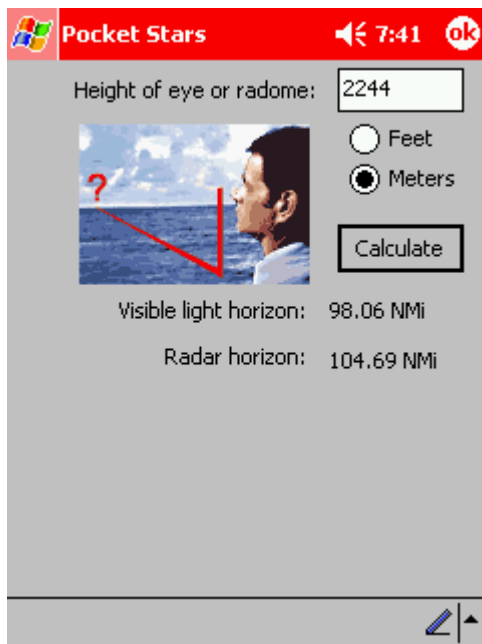 Pocket Stars 7:41 ok
Height of eye or radome: 2244
Feet
Meters
?
Calculate
Visible light horizon: 98.06 NMi
Radar horizon: 104.69 NMi